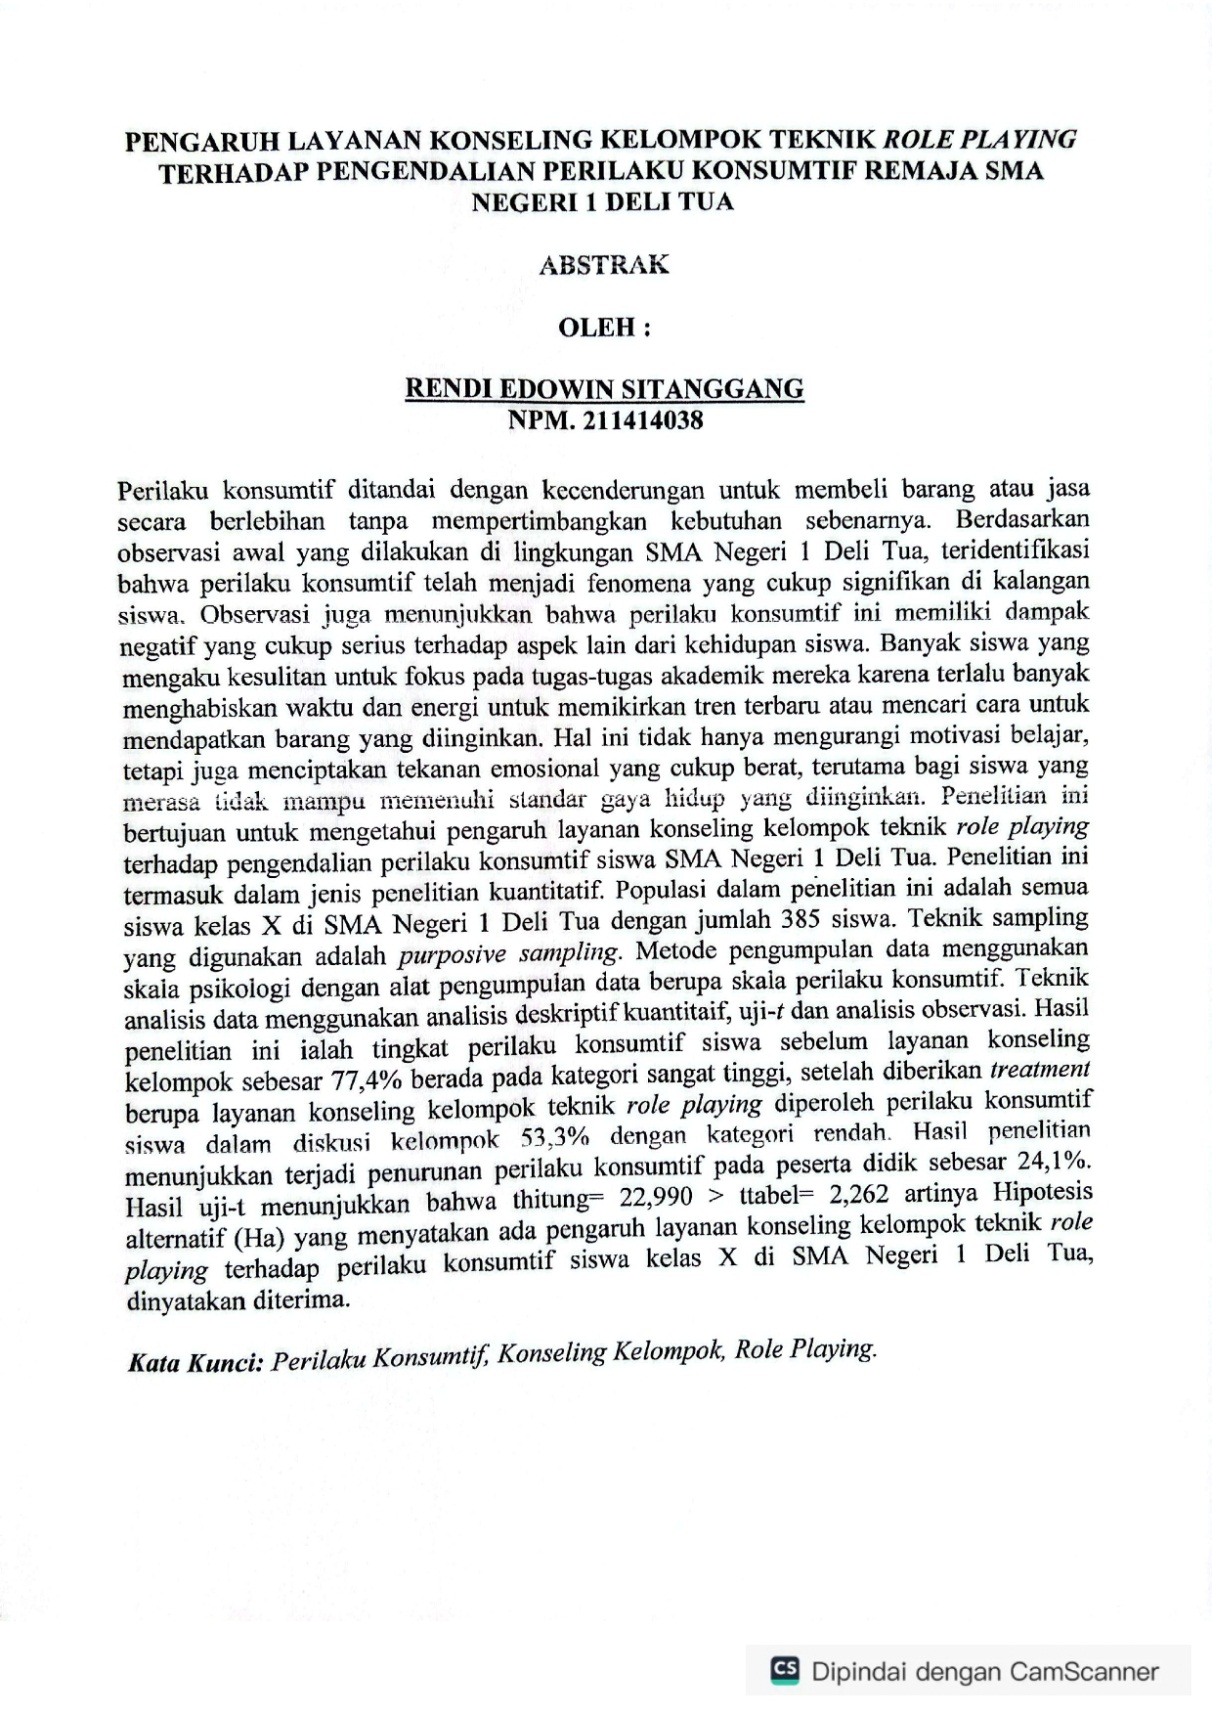 PENGARUH LAYANAN KONSELING KELOMPOK TEKNIK ROLE PLAYING
TERHADAP PENGENDALIAN PERILAKU KONSUMTIF REMAJA SMA
NEGERI 1 DELI TUA
ABSTRAK
OLEH :
RENDI EDOWIN SITANGGANG
NPM. 211414038
Perilaku konsumtif ditandai dengan kecenderungan untuk membeli barang atau jasa
secara berlebihan tanpa mempertimbangkan kebutuhan sebenarnya. Berdasarkan
observasi awal yang dilakukan di lingkungan SMA Negeri 1 Deli Tua, teridentifikasi
bahwa perilaku konsumtif telah menjadi fenomena yang cukup signifikan di kalangan
siswa. Observasi juga menunjukkan bahwa perilaku konsumtif ini memiliki dampak
negatif yang cukup serius terhadap aspek lain dari kehidupan siswa. Banyak siswa yang
mengaku kesulitan untuk fokus pada tugas-tugas akademik mereka karena terlalu banyak
menghabiskan waktu dan energi untuk memikirkan tren terbaru atau mencari cara untuk
mendapatkan barang yang diinginkan. Hal ini tidak hanya mengurangi motivasi belajar,
tetapi juga menciptakan tekanan emosional yang cukup berat, terutama bagi siswa yang
merasa tidak mampu memenuhi standar gaya hidup yang diinginkan. Penelitian ini
bertujuan untuk mengetahui pengaruh layanan konseling kelompok teknik role playing
terhadap pengendalian perilaku konsumtif siswa SMA Negeri 1 Deli Tua. Penelitian ini
termasuk dalam jenis penelitian kuantitatif. Populasi dalam penelitian ini adalah semua
siswa kelas X di SMA Negeri 1 Deli Tua dengan jumlah 385 siswa. Teknik sampling
yang digunakan adalah purposive sampling. Metode pengumpulan data menggunakan
skala psikologi dengan alat pengumpulan data berupa skala perilaku konsumtif. Teknik
analisis data menggunakan analisis deskriptif kuantitaif, uji-t dan analisis observasi. Hasil
penelitian ini ialah tingkat perilaku konsumtif siswa sebelum layanan konseling
kelompok sebesar 77,4% berada pada kategori sangat tinggi, setelah diberikan treatment
berupa layanan konseling kelompok teknik role playing diperoleh perilaku konsumtif
siswa dalam diskusi kelompok 53,3% dengan kategori rendah. Hasil penelitian
menunjukkan terjadi penurunan perilaku konsumtif pada peserta didik sebesar 24,1%.
Hasil uji-t menunjukkan bahwa thitung= 22,990 > ttabel= 2,262 artinya Hipotesis
alternatif (Ha) yang menyatakan ada pengaruh layanan konseling kelompok teknik role
playing terhadap perilaku konsumtif siswa kelas X di SMA Negeri 1 Deli Tua,
dinyatakan diterima.
Kata Kunci: Perilaku Konsumtif, Konseling Kelompok, Role Playing.
CS Dipindai dengan CamScanner